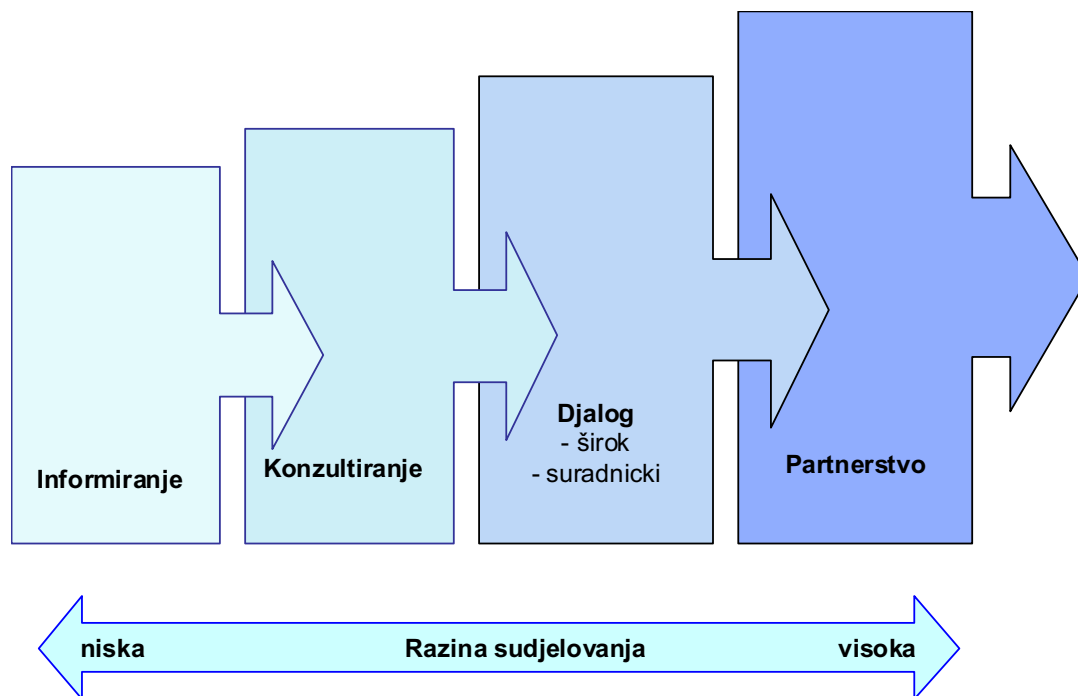 Informiranje
Konzultiranje
Djalog
- širok
- suradnicki
Partnerstvo
niska Razina sudjelovanja visoka